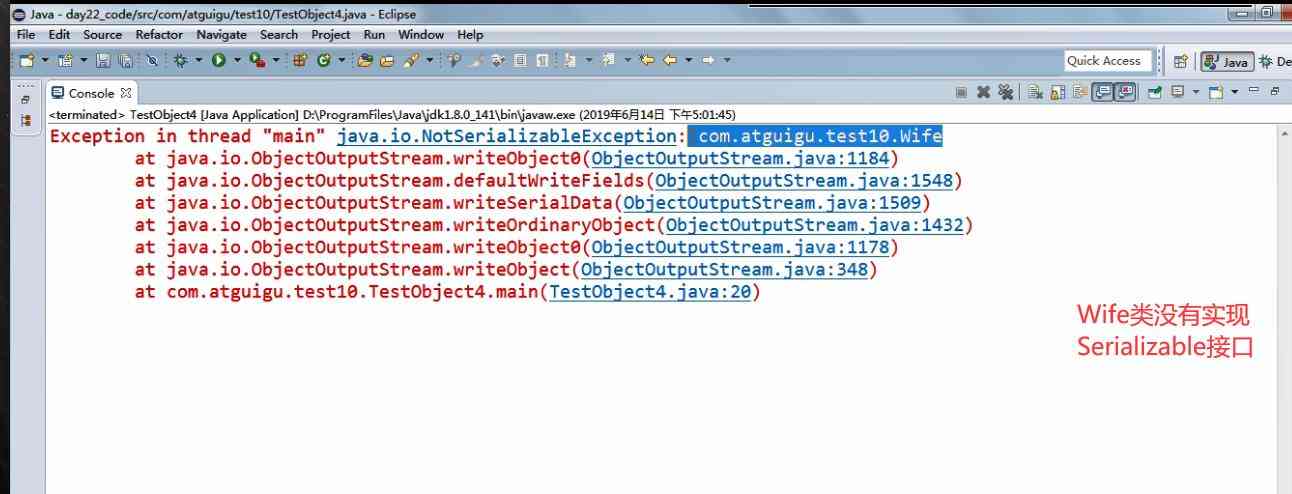 Java - day22_code/src/com/atguigu/test10/TestObject4.java - Eclipse
File Edit Source Refactor Navigate Search Project Run Window Help
Quick Access Java De
Console
<terminated> TestObject4 [Java Application] D:\ProgramFiles\Java\jdk1.8.0_141\bin\javaw.exe (2019年6月14日 下午5:01:45)
Exception in thread "main" java.io.NotSerializableException: com.atguigu.test10.Wife
at java.io.ObjectOutputStream.writeObject0(ObjectOutputStream.java:1184)
at java.io.ObjectOutputStream.defaultWriteFields(ObjectOutputStream.java:1548)
at java.io.ObjectOutputStream.writeSerialData(ObjectOutputStream.java:1509)
at java.io.ObjectOutputStream.writeOrdinaryObject(ObjectOutputStream.java:1432)
at java.io.ObjectOutputStream.writeObject0(ObjectOutputStream.java:1178)
at java.io.ObjectOutputStream.writeObject(ObjectOutputStream.java:348)
at com.atguigu.test10.TestObject4.main(TestObject4.java:20)
Wife类没有实现
Serializable接口